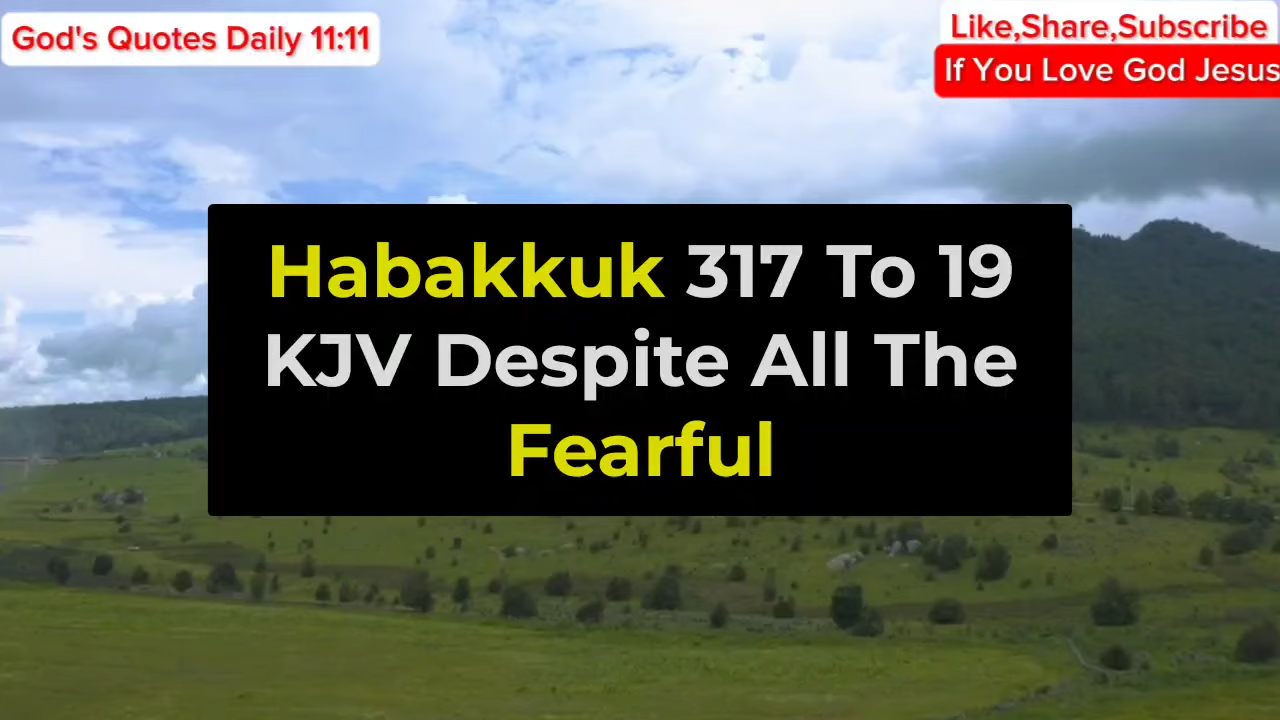 God's Quotes Daily 11:11
Like,Share,Subscribe
If You Love God Jesus
Habakkuk 317 To 19
KJV Despite All The
Fearful